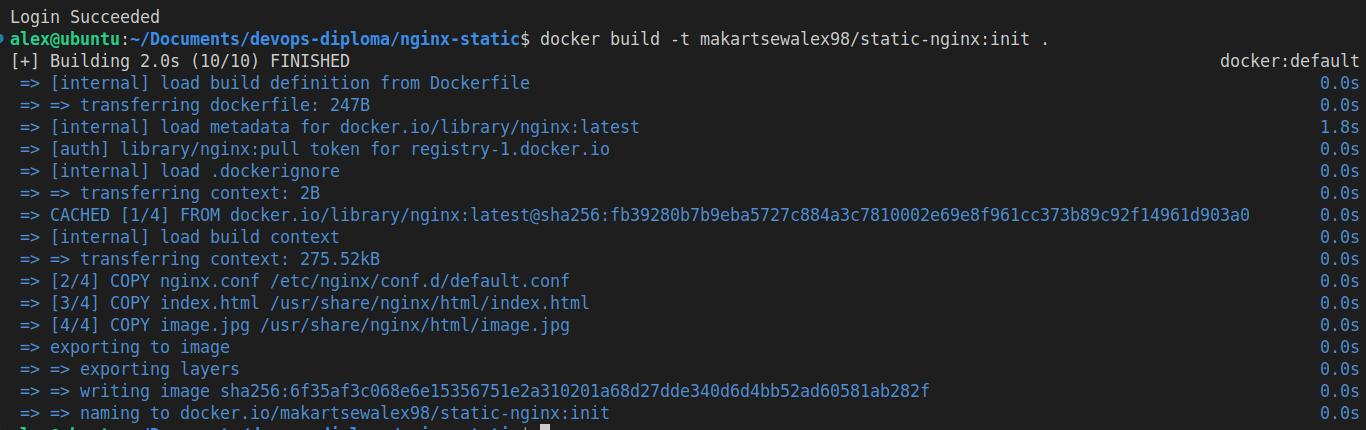 Login Succeeded
alex@ubuntu:~/Documents/devops-diploma/nginx-static$ docker build -t makartsewalex98/static-nginx:init .
[+] Building 2.0s (10/10) FINISHED docker:default
=> [internal] load build definition from Dockerfile 0.0s
=> => transferring dockerfile: 247B 0.0s
=> [internal] load metadata for docker.io/library/nginx:latest 1.8s
=> [auth] library/nginx:pull token for registry-1.docker.io 0.0s
=> [internal] load .dockerignore 0.0s
=> => transferring context: 2B 0.0s
=> CACHED [1/4] FROM docker.io/library/nginx:latest@sha256:fb39280b7b9eba5727c884a3c7810002e69e8f961cc373b89c92f14961d903a0 0.0s
=> [internal] load build context 0.0s
=> => transferring context: 275.52kB 0.0s
=> [2/4] COPY nginx.conf /etc/nginx/conf.d/default.conf 0.0s
=> [3/4] COPY index.html /usr/share/nginx/html/index.html 0.0s
=> [4/4] COPY image.jpg /usr/share/nginx/html/image.jpg 0.0s
=> exporting to image 0.0s
=> => exporting layers 0.0s
=> => writing image sha256:6f35af3c068e6e15356751e2a310201a68d27dde340d6d4bb52ad60581ab282f 0.0s
=> => naming to docker.io/makartsewalex98/static-nginx:init 0.0s